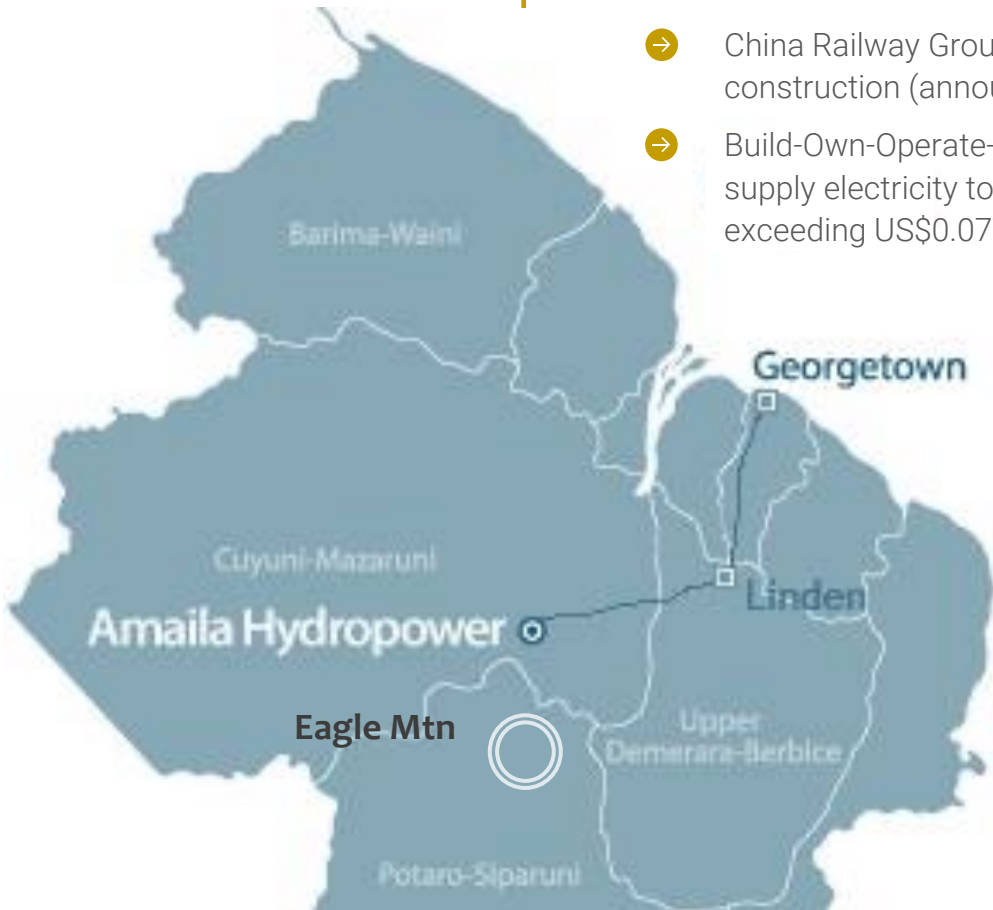 China Railway Grou
construction (annou
Build-Own-Operate-
supply electricity to
exceeding US$0.07
Barima-Waini
Georgetown
Cuyuni-Mazaruni
Linden
Amaila Hydropower
Eagle Mtn
Upper
Demerara-Berbice
Potaro-Siparuni